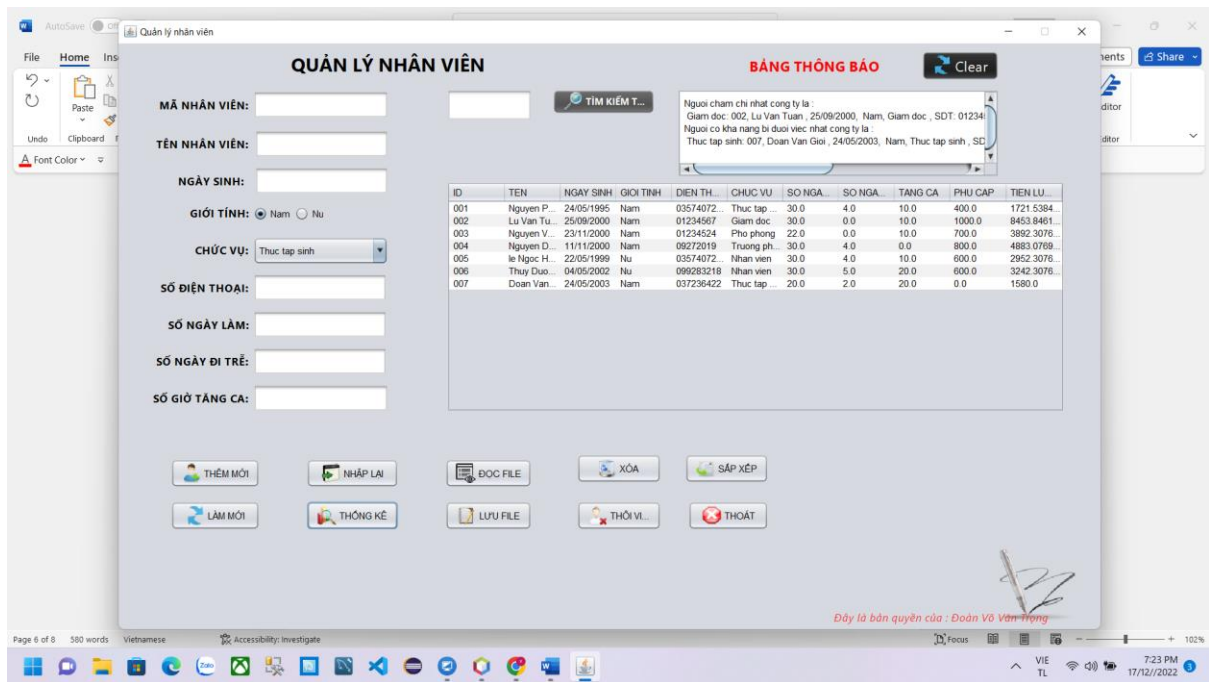 AutoSave Off
Quản lý nhân viên
File Home Ins
Share
QUẢN LÝ NHÂN VIÊN
BẢNG THÔNG BÁO
Clear
Paste
Undo Clipboard
Font Color
MÃ NHÂN VIÊN:
TÌM KIẾM T...
Nguoi cham chi nhat cong ty la :
Giam doc: 002, Lu Van Tuan , 25/09/2000, Nam, Giam doc , SDT: 01234
Nguoi co kha nang bi duoi viec nhat cong ty la :
Thuc tap sinh: 007, Doan Van Gioi , 24/05/2003, Nam, Thuc tap sinh , SD
TÊN NHÂN VIÊN:
NGÀY SINH:
GIỚI TÍNH: Nam Nu
CHỨC VỤ: Thuc tap sinh
SỐ ĐIỆN THOẠI:
SỐ NGÀY LÀM:
SỐ NGÀY ĐI TRỄ:
SỐ GIỜ TĂNG CA:
ID TEN NGAY SINH GIOI TINH DIEN TH... CHUC VU SO NGA... SO NGA... TANG CA PHU CAP TIEN LU...
001 Nguyen P... 24/05/1995 Nam 03574072... Thuc tap ... 30.0 4.0 10.0 400.0 1721.5384...
002 Lu Van Tu... 25/09/2000 Nam 01234567 Giam doc 30.0 0.0 10.0 1000.0 8453.8461...
003 Nguyen V... 23/11/2000 Nam 01234524 Pho phong 22.0 0.0 10.0 700.0 3892.3076...
004 Nguyen D... 11/11/2000 Nam 09272019 Truong ph... 30.0 4.0 0.0 800.0 4883.0769...
005 le Ngoc H... 22/05/1999 Nu 03574072... Nhan vien 30.0 4.0 10.0 600.0 2952.3076...
006 Thuy Duo... 04/05/2002 Nu 099283218 Nhan vien 30.0 5.0 20.0 600.0 3242.3076...
007 Doan Van... 24/05/2003 Nam 037236422 Thuc tap ... 20.0 2.0 20.0 0.0 1580.0
THÊM MỚI NHẬP LẠI ĐỌC FILE XÓA SẮP XẾP
LÀM MỚI THỐNG KÊ LƯU FILE THÔI VI... THOÁT
Đây là bản quyền của : Đoàn Võ Văn Trọng
Page 6 of 8 580 words Vietnamese Accessibility: Investigate Focus 102%
Zalo
VIE
TL
7:23 PM
17/12//2022
3